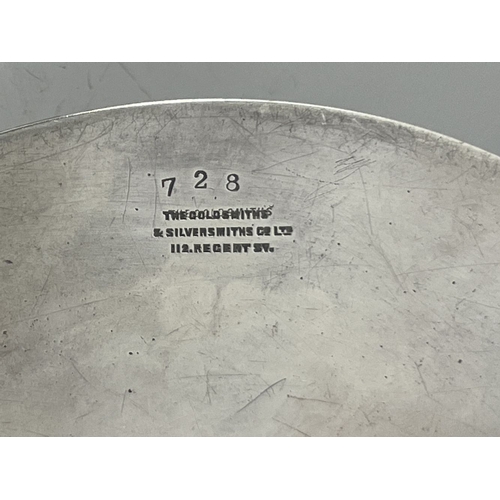 728
THE GOLDSMITHS
& SILVERSMITHS Co LTD
112, REGENT ST.